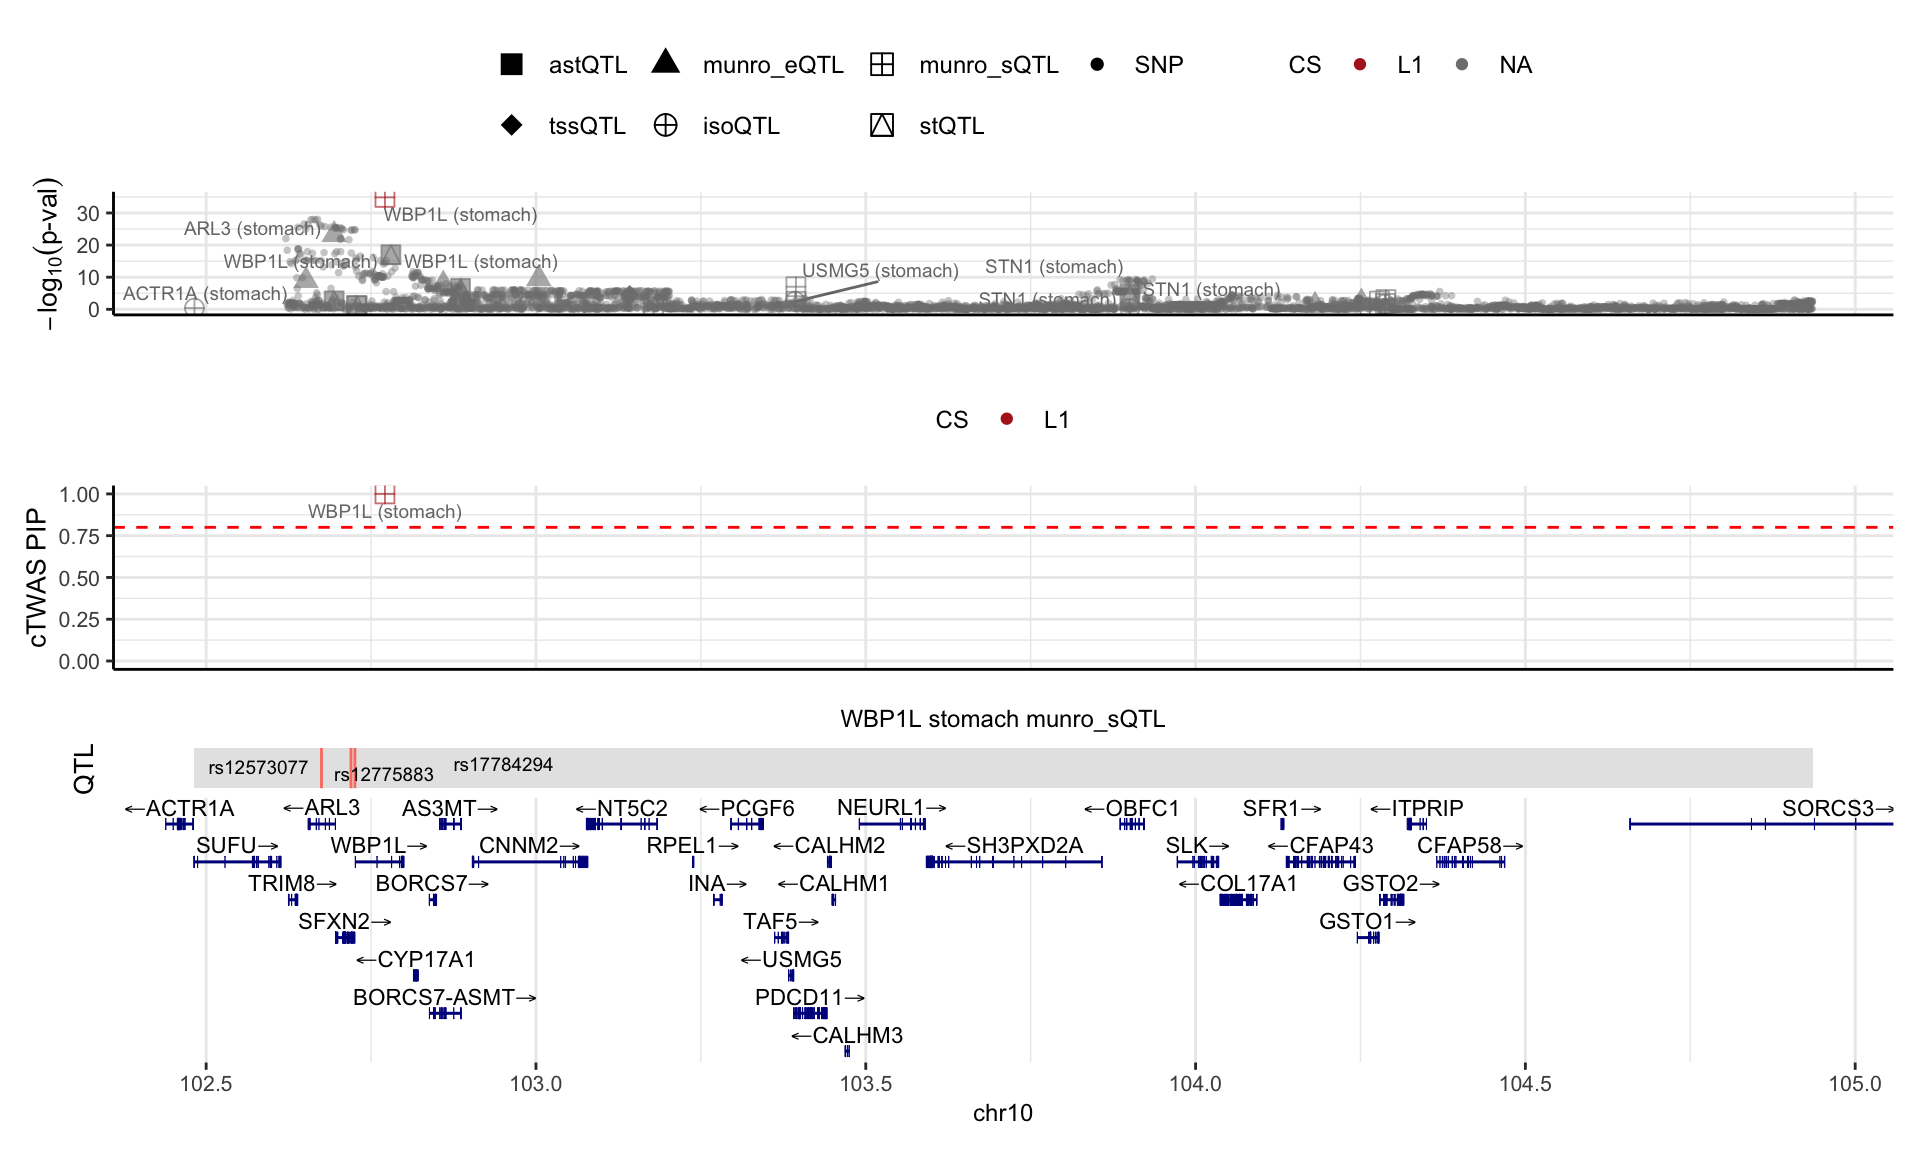 astQTL munro_eQTL munro_sQTL SNP CS L1 NA
tssQTL isoQTL stQTL
−log10(p-val)
30
20
10
0
WBP1L (stomach)
ARL3 (stomach)
WBP1L (stomach) WBP1L (stomach)
USMG5 (stomach) STN1 (stomach)
ACTR1A (stomach) STN1 (stomach) STN1 (stomach)
CS L1
cTWAS PIP
1.00
0.75
0.50
0.25
0.00
WBP1L (stomach)
WBP1L stomach munro_sQTL
QTL
rs12573077 rs12775883 rs17784294
←ACTR1A ←ARL3 AS3MT→ ←NT5C2 ←PCGF6 NEURL1→ ←OBFC1 SFR1→ ←ITPRIP SORCS3→
SUFU→ WBP1L→ CNNM2→ RPEL1→ ←CALHM2 ←SH3PXD2A SLK→ ←CFAP43 CFAP58→
TRIM8→ BORCS7→ INA→ ←CALHM1 ←COL17A1 GSTO2→
SFXN2→ TAF5→ GSTO1→
←CYP17A1 ←USMG5
BORCS7-ASMT→ PDCD11→
←CALHM3
102.5 103.0 103.5 104.0 104.5 105.0
chr10